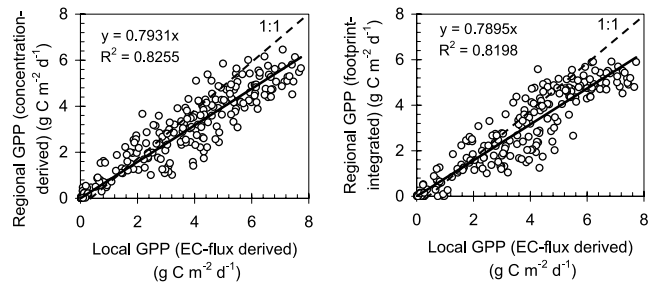 Regional GPP (concentration-
derived) (g C m⁻² d⁻¹)
8
6
4
2
0
y = 0.7931x
R² = 0.8255
1:1
0 2 4 6 8
Local GPP (EC-flux derived)
(g C m⁻² d⁻¹)
Regional GPP (footprint-
integrated) (g C m⁻² d⁻¹)
8
6
4
2
0
y = 0.7895x
R² = 0.8198
1:1
0 2 4 6 8
Local GPP (EC-flux derived)
(g C m⁻² d⁻¹)